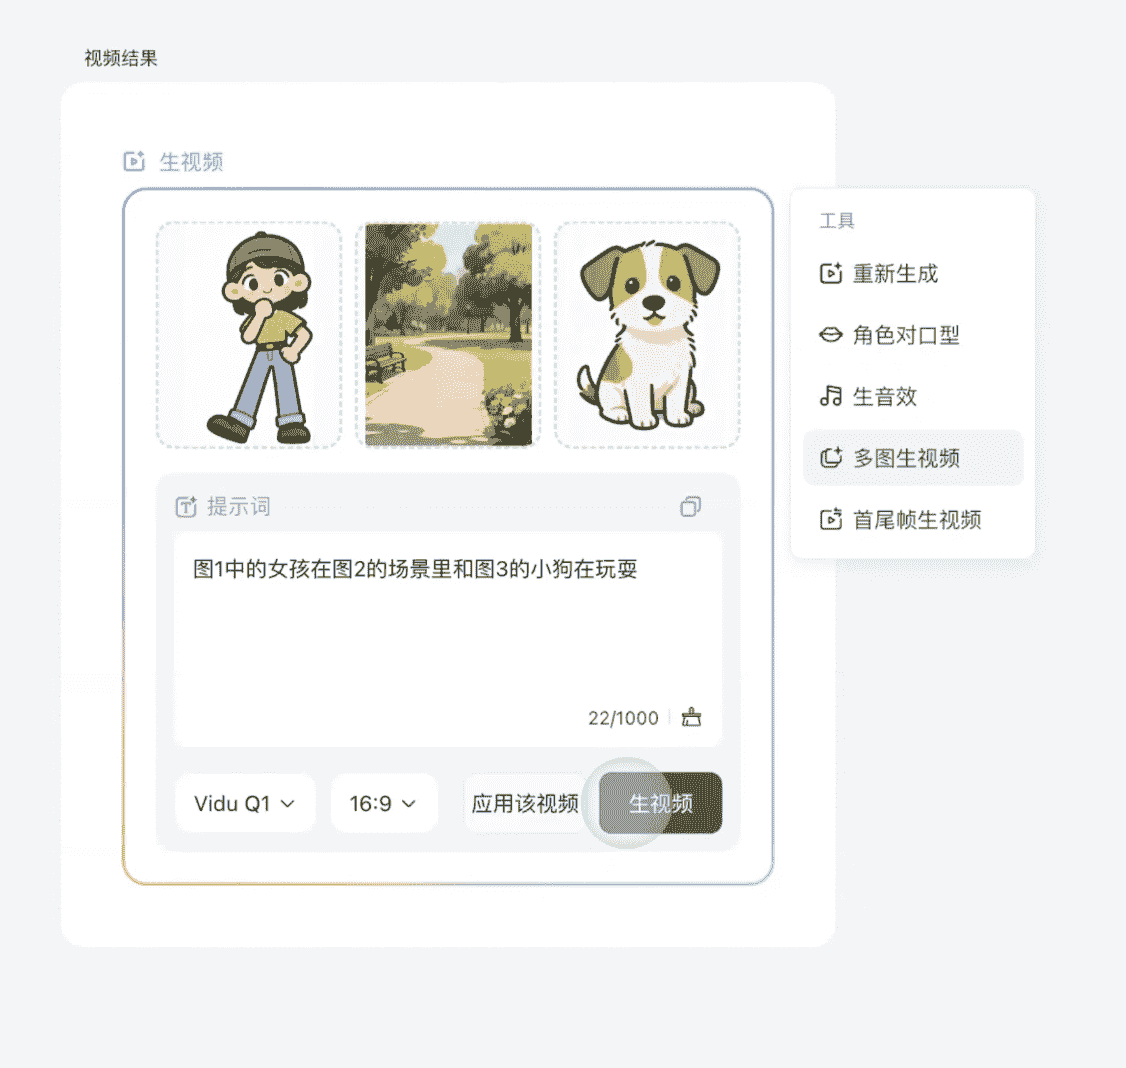 视频结果
生视频
工具
重新生成
角色对口型
生音效
多图生视频
首尾帧生视频
提示词
图1中的女孩在图2的场景里和图3的小狗在玩耍
22/1000
Vidu Q1
16:9
应用该视频
生视频